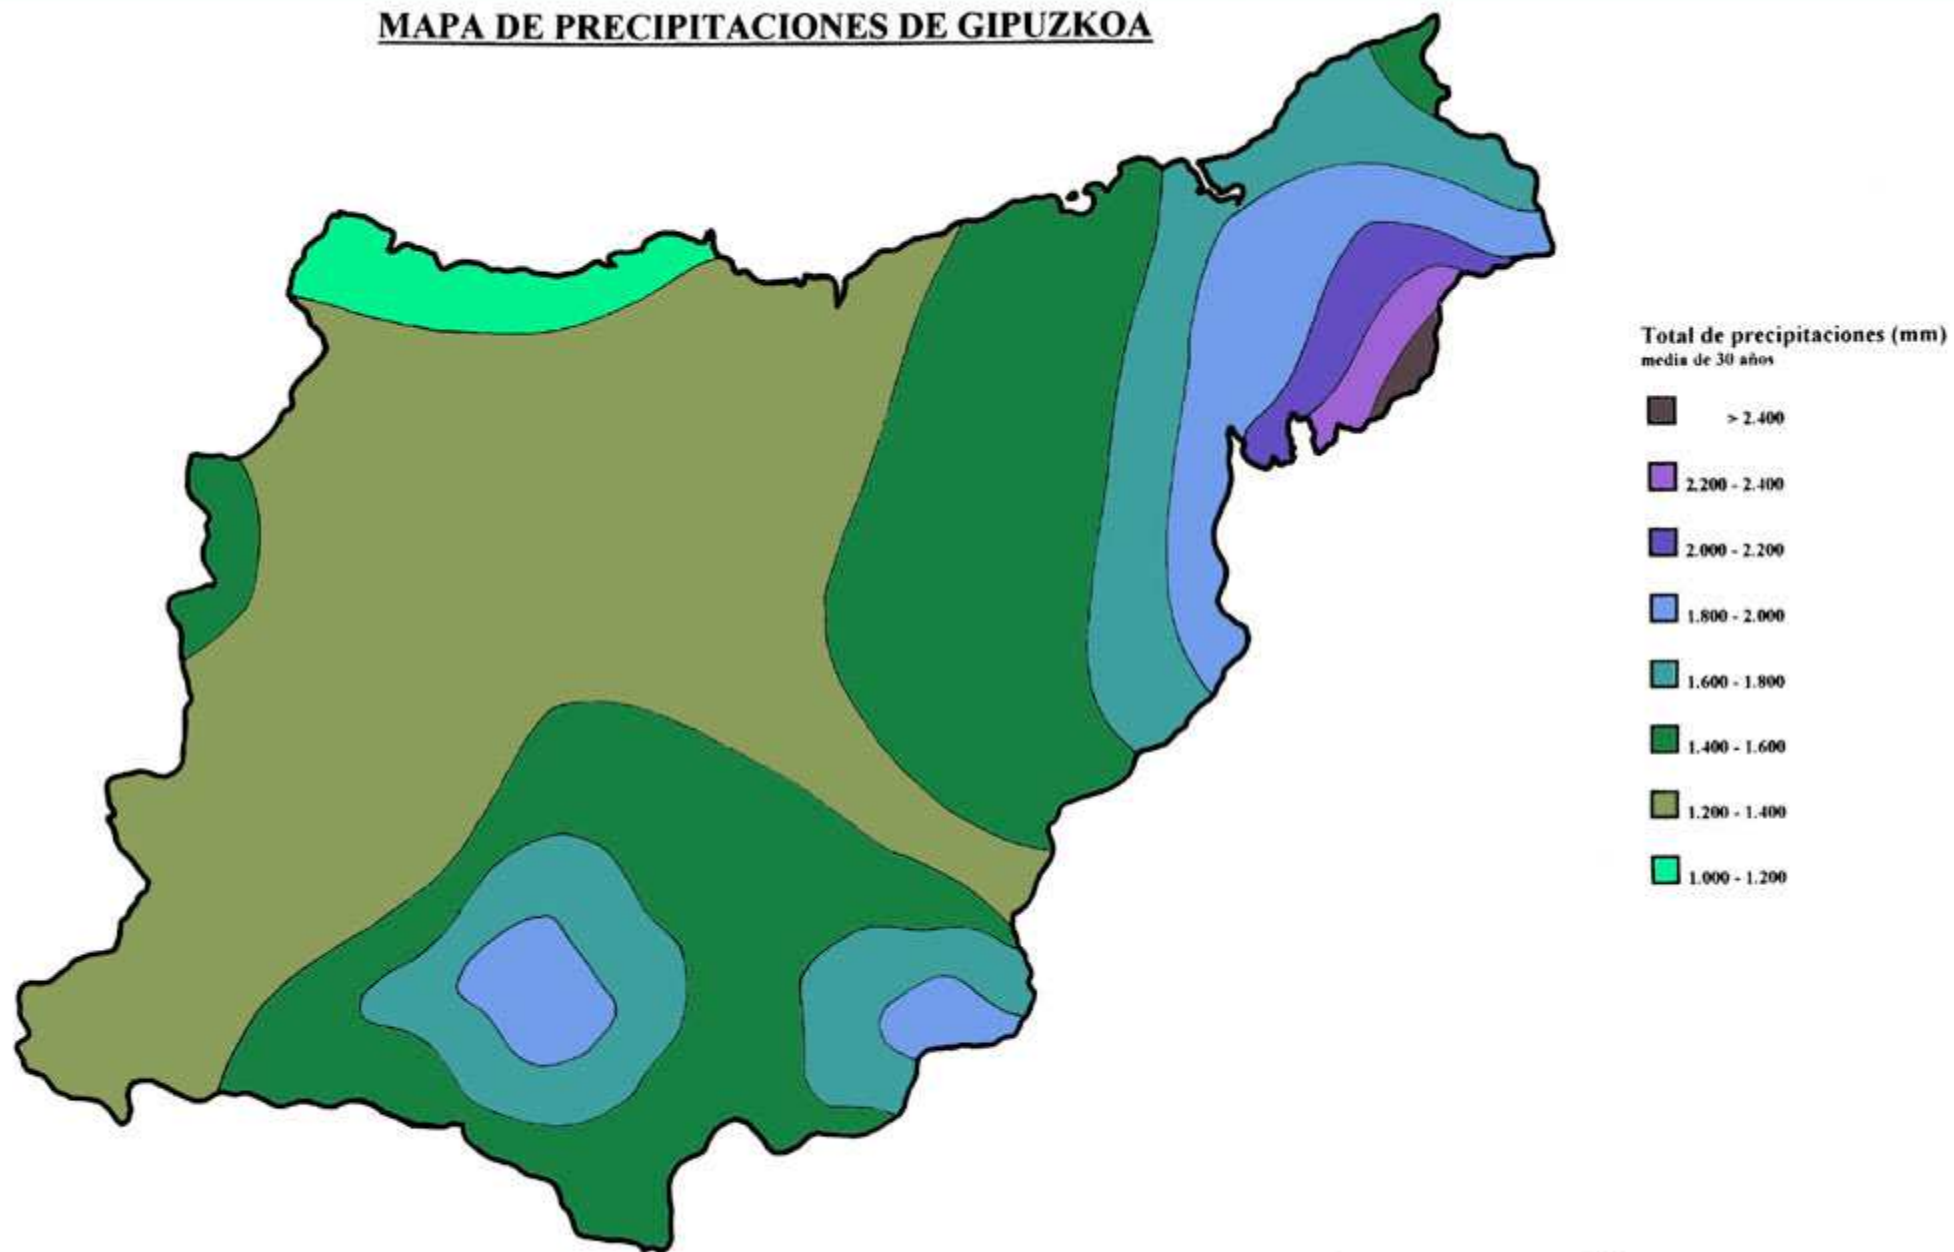 MAPA DE PRECIPITACIONES DE GIPUZKOA
Total de precipitaciones (mm)
media de 30 años
> 2.400
2.200 - 2.400
2.000 - 2.200
1.800 - 2.000
1.600 - 1.800
1.400 - 1.600
1.200 - 1.400
1.000 - 1.200